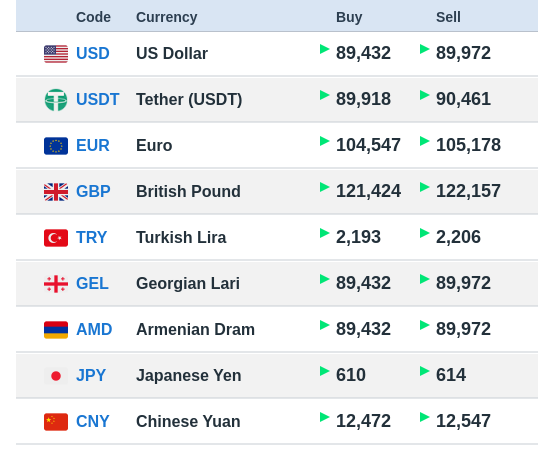 Code Currency Buy Sell
USD US Dollar 89,432 89,972
USDT Tether (USDT) 89,918 90,461
EUR Euro 104,547 105,178
GBP British Pound 121,424 122,157
TRY Turkish Lira 2,193 2,206
GEL Georgian Lari 89,432 89,972
AMD Armenian Dram 89,432 89,972
JPY Japanese Yen 610 614
CNY Chinese Yuan 12,472 12,547